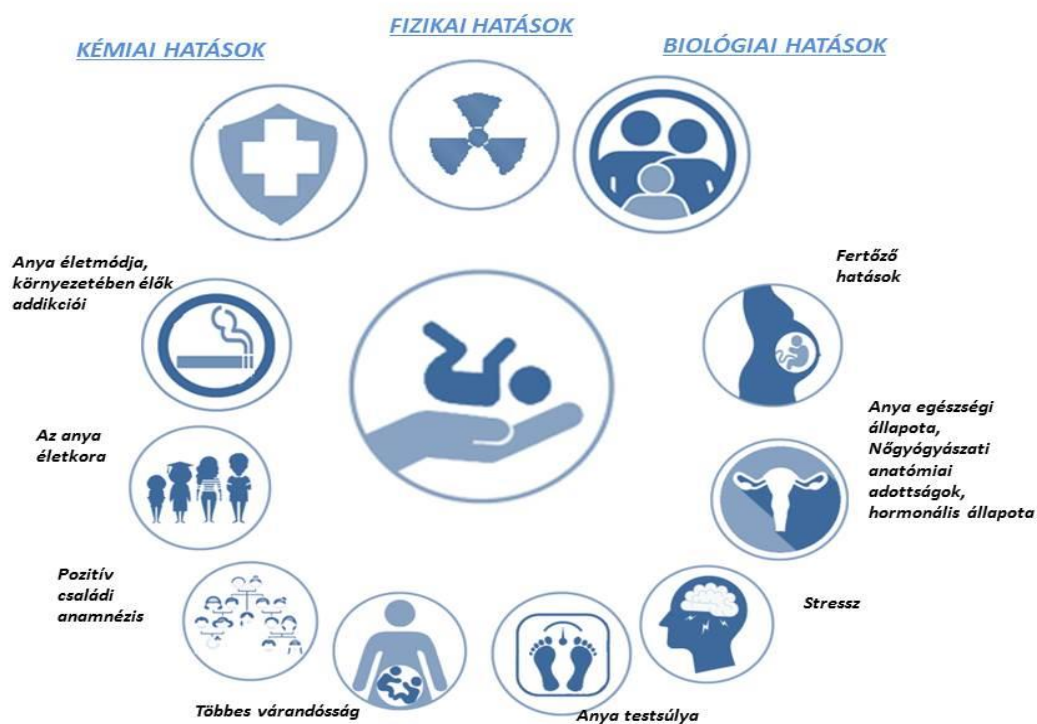 KÉMIAI HATÁSOK
FIZIKAI HATÁSOK
BIOLÓGIAI HATÁSOK
Anya életmódja,
környezetében élők
addikciói
Fertőző
hatások
Az anya
életkora
Anya egészségi
állapota,
Nőgyógyászati
anatómiai
adottságok,
hormonális állapota
Pozitív
családi
anamnézis
Stressz
Többes várandósság
Anya testsúlya